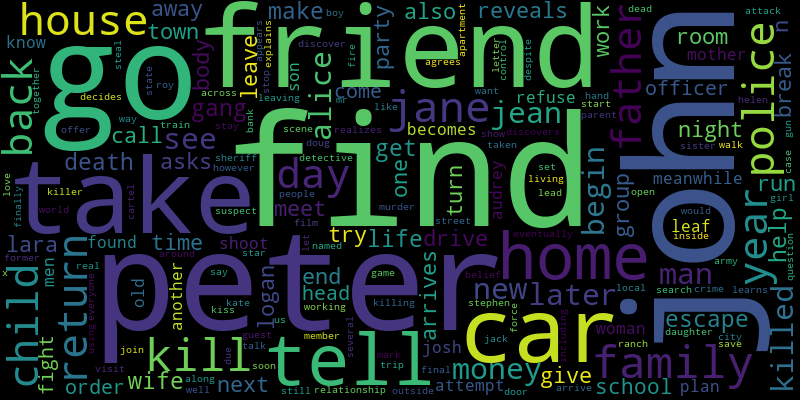 house
go
friend
away
make
boy
also
reveals
party
work
father
john
room
dead
attack
know
town
steal
body
leave
explains
appears
stop
son
fire
discover
apartment
letter
control
agrees
despite
mother
police
break
n
back
together
state
roy
across
gang
leaving
mr
come
like
want
hand
start
parent
officer
helen
gun
decides
way
offer
train
stay
bank
alice
jane
jean
refuse
night
sister
walk
case
call
see
scene
realizes
becomes
show
discovers
death
asks
sheriff
however
doug
detective
get
one
taken
meanwhile
girl
love
finally
killer
world
take
find
day
people
meet
film
murder
turn
street
audrey
set
living
lead
begin
group
open
would
run
help
question
former
cartel
suspect
star
named
let
try
life
drive
eventually
leaf
inside
year
army
lara
found
time
shoot
child
men
return
real
rising
everyone
x
around
peter
home
man
local
search
crime
learns
old
another
say
logan
end
head
working
game
killing
arrives
new
later
belief
stephen
force
woman
daughter
city
save
escape
killed
fight
join
kill
kate
kiss
guest
us
member
several
tell
josh
jack
car
including
ranch
family
visit
order
wife
along
well
due
next
talk
soon
still
relationship
mark
trip
outside
final
attempt
money
door
give
arrive
school
plan